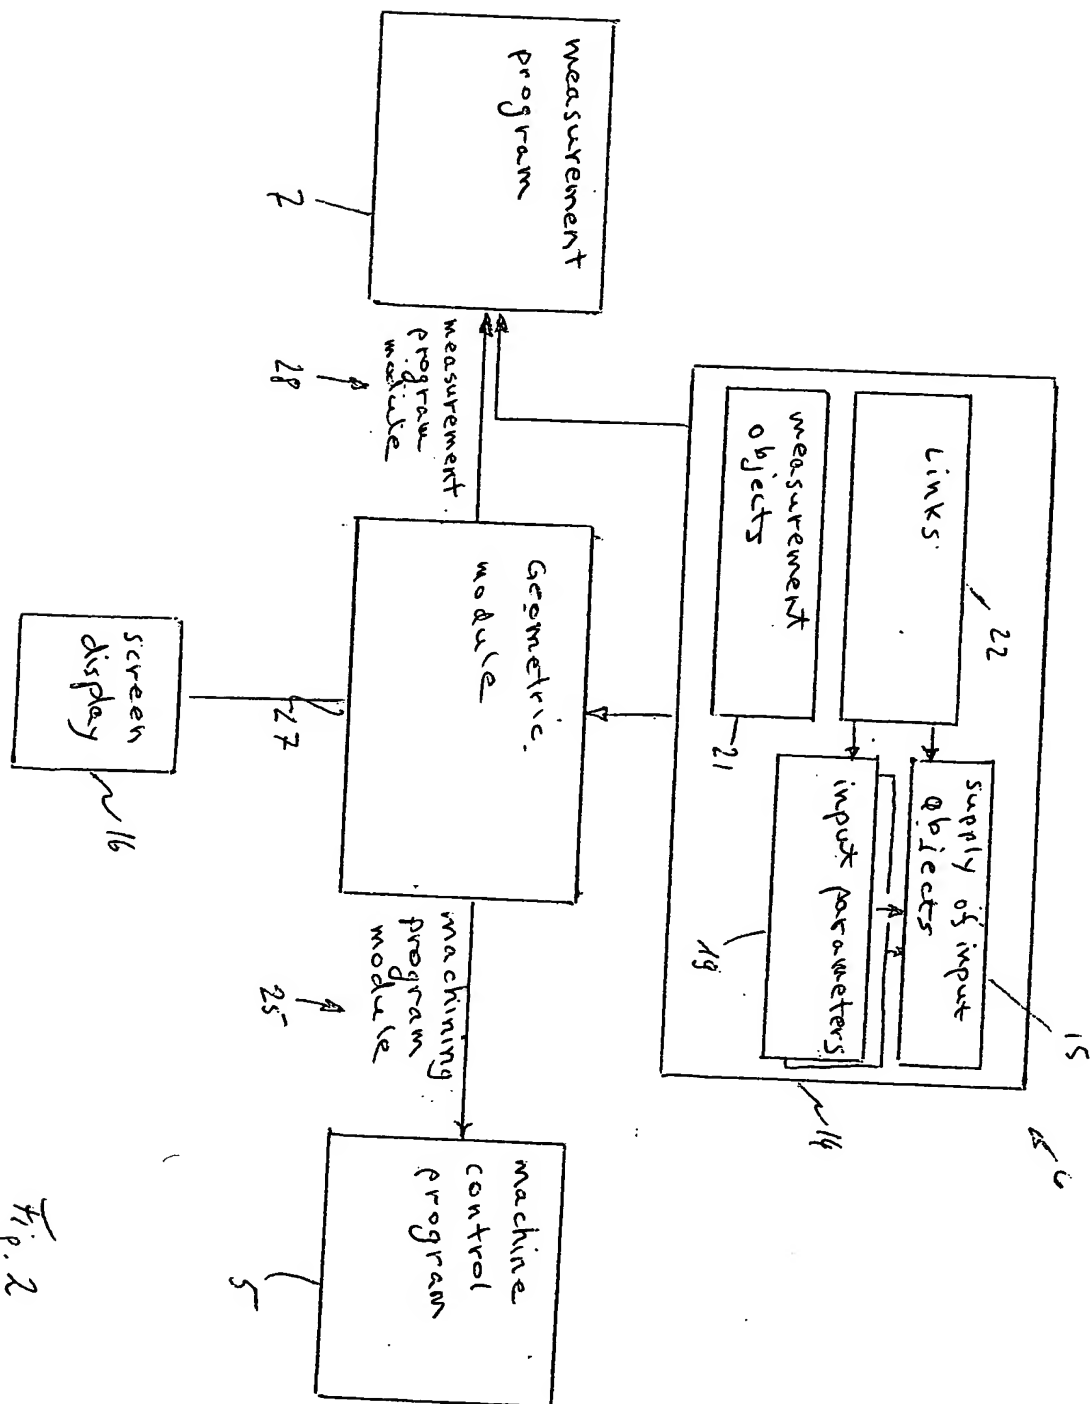 6
14
Links
22
supply of input
objects
15
measurement
objects
21
input parameters
19
measurement
program
7
measurement
program
module
28
Geometric
module
machining
program
module
25
machine
control
program
5
27
screen
display
16
Fig. 2